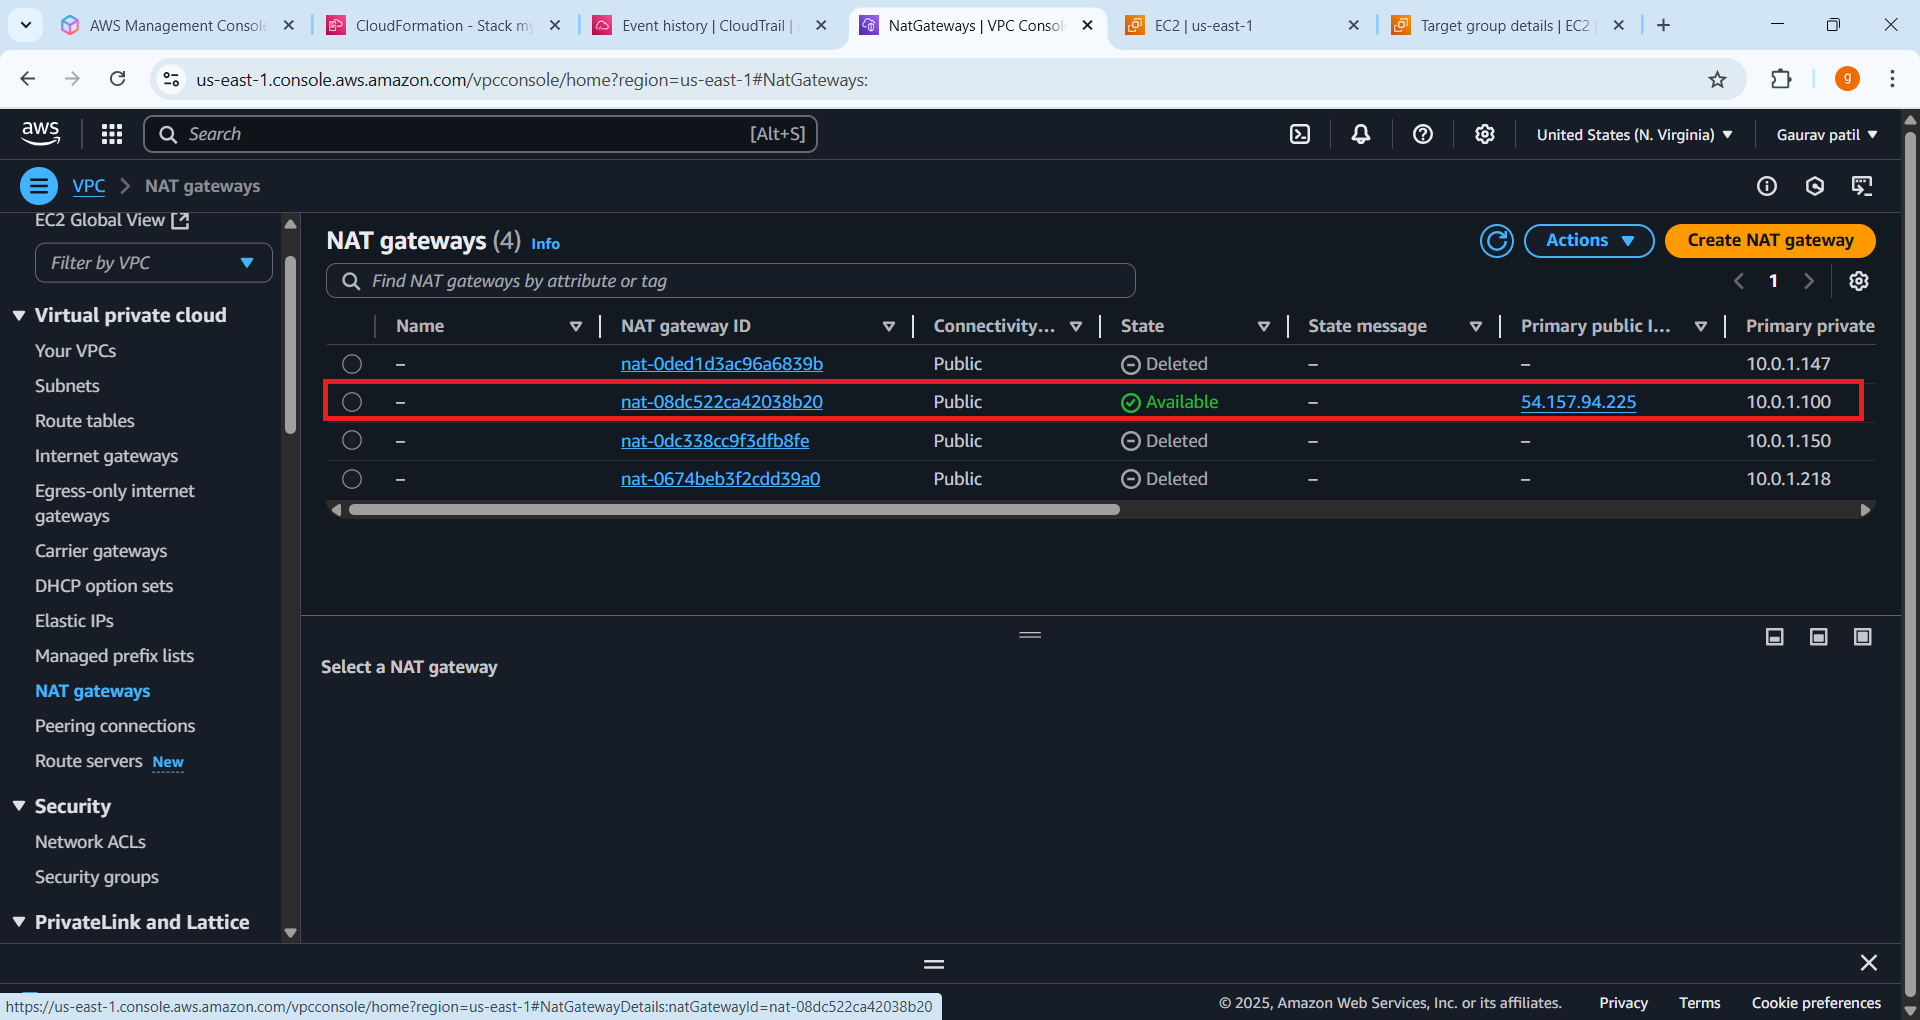 AWS Management Console
CloudFormation - Stack my
Event history | CloudTrail |
NatGateways | VPC Consol
EC2 | us-east-1
Target group details | EC2
us-east-1.console.aws.amazon.com/vpcconsole/home?region=us-east-1#NatGateways:
g
aws
Search
[Alt+S]
United States (N. Virginia)
Gaurav patil
VPC
NAT gateways
EC2 Global View
Filter by VPC
Virtual private cloud
Your VPCs
Subnets
Route tables
Internet gateways
Egress-only internet
gateways
Carrier gateways
DHCP option sets
Elastic IPs
Managed prefix lists
NAT gateways
Peering connections
Route servers New
Security
Network ACLs
Security groups
PrivateLink and Lattice
NAT gateways (4) Info
Actions
Create NAT gateway
Find NAT gateways by attribute or tag
1
Name NAT gateway ID Connectivity... State State message Primary public I... Primary private
– nat-0ded1d3ac96a6839b Public Deleted – – 10.0.1.147
– nat-08dc522ca42038b20 Public Available – 54.157.94.225 10.0.1.100
– nat-0dc338cc9f3dfb8fe Public Deleted – – 10.0.1.150
– nat-0674beb3f2cdd39a0 Public Deleted – – 10.0.1.218
Select a NAT gateway
https://us-east-1.console.aws.amazon.com/vpcconsole/home?region=us-east-1#NatGatewayDetails:natGatewayId=nat-08dc522ca42038b20
© 2025, Amazon Web Services, Inc. or its affiliates.
Privacy
Terms
Cookie preferences